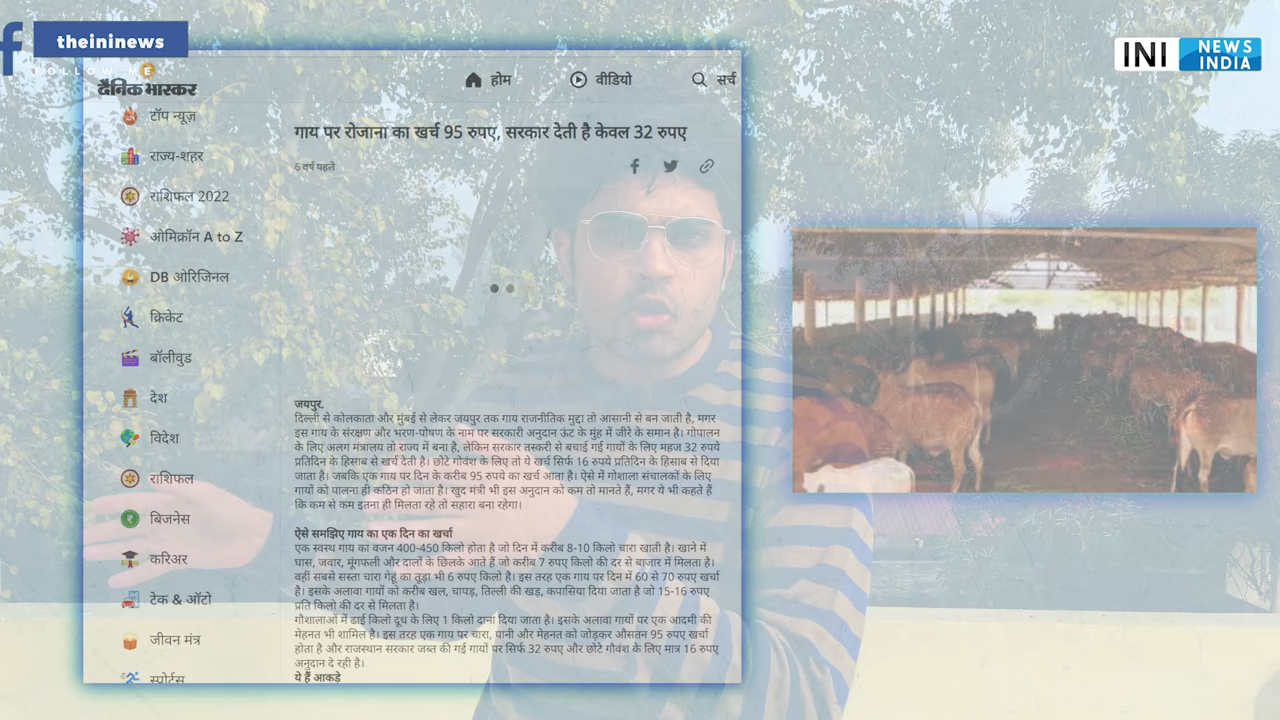 theininews
FOLLOW ME
INI NEWS INDIA
दैनिक भास्कर
होम
वीडियो
सर्च
टॉप न्यूज़
राज्य-शहर
राशिफल 2022
ओमिक्रॉन A to Z
DB ओरिजिनल
क्रिकेट
बॉलीवुड
देश
विदेश
राशिफल
बिजनेस
करिअर
टेक & ऑटो
जीवन मंत्र
स्पोर्ट्स
गाय पर रोजाना का खर्च 95 रुपए, सरकार देती है केवल 32 रुपए
6 वर्ष पहले
जयपुर.
दिल्ली से कोलकाता और मुंबई से लेकर जयपुर तक गाय राजनीतिक मुद्दा तो आसानी से बन जाती है, मगर
इस गाय के संरक्षण और भरण-पोषण के नाम पर सरकारी अनुदान ऊंट के मुंह में जीरे के समान है। गोपालन
के लिए अलग मंत्रालय तो राज्य में बना है, लेकिन सरकार तस्करी से बचाई गई गायों के लिए महज 32 रुपये
प्रतिदिन के हिसाब से खर्च देती है। छोटे गोवंश के लिए तो ये खर्च सिर्फ 16 रुपये प्रतिदिन के हिसाब से दिया
जाता है। जबकि एक गाय पर दिन के करीब 95 रुपये का खर्च आता है। ऐसे में गोशाला संचालकों के लिए
गायों को पालना ही कठिन हो जाता है। खुद मंत्री भी इस अनुदान को कम तो मानते हैं, मगर ये भी कहते हैं
कि कम से कम इतना ही मिलता रहे तो सहारा बना रहेगा।
ऐसे समझिए गाय का एक दिन का खर्चा
एक स्वस्थ गाय का वजन 400-450 किलो होता है जो दिन में करीब 8-10 किलो चारा खाती है। खाने में
घास, जवार, मूंगफली और दालों के छिलके आते हैं जो करीब 7 रुपए किलो की दर से बाजार में मिलता है।
वहीं सबसे सस्ता चारा गेहूं का तूड़ा भी 6 रुपए किलो है। इस तरह एक गाय पर दिन में 60 से 70 रुपए खर्चा
है। इसके अलावा गायों को करीब खल, चापड़, तिल्ली की खड़, कपासिया दिया जाता है जो 15-16 रुपए
प्रति किलो की दर से मिलता है।
गौशालाओं में ढाई किलो दूध के लिए 1 किलो दाना दिया जाता है। इसके अलावा गायों पर एक आदमी की
मेहनत भी शामिल है। इस तरह एक गाय पर चारा, पानी और मेहनत को जोड़कर औसतन 95 रुपए खर्चा
होता है और राजस्थान सरकार जब्त की गई गायों पर सिर्फ 32 रुपए और छोटे गौवंश के लिए मात्र 16 रुपए
अनुदान दे रही है।
ये हैं आकड़े